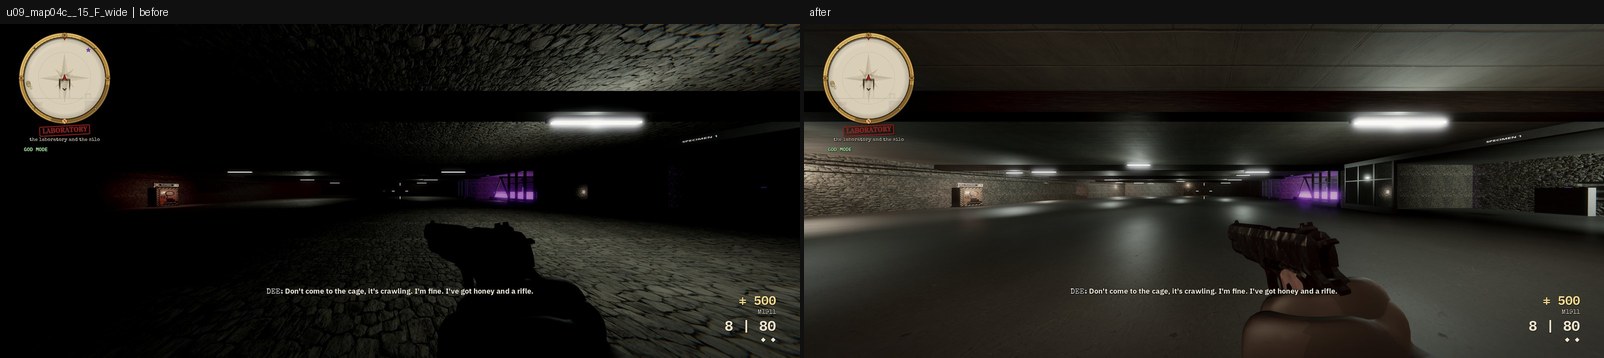 u09_map04c__15_F_wide | before
after
LABORATORY
the laboratory and the silo
GOD MODE
SPECIMEN
DEE: Don't come to the cage, it's crawling. I'm fine. I've got honey and a rifle.
500
M1911
8 | 80
LABORATORY
the laboratory and the silo
GOD MODE
SPECIMEN
DEE: Don't come to the cage, it's crawling. I'm fine. I've got honey and a rifle.
500
M1911
8 | 80